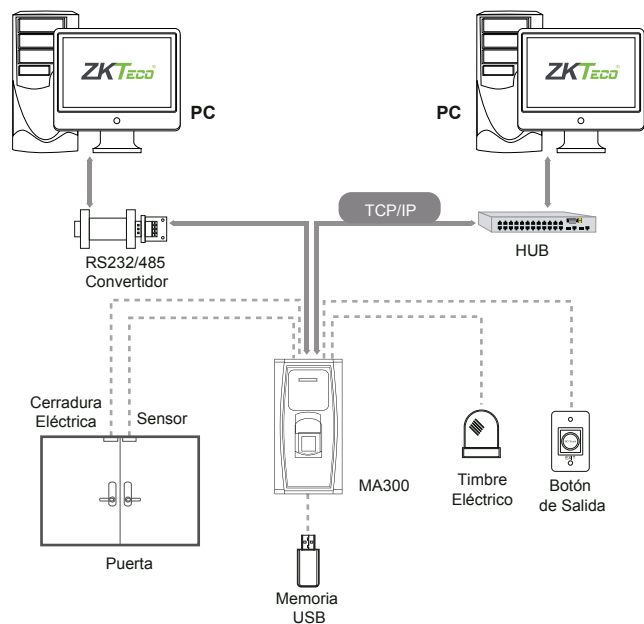 ZKTeco
ZKTeco
PC
PC
TCP/IP
RS232/485
Convertidor
HUB
Cerradura
Eléctrica
Sensor
MA300
Timbre
Eléctrico
Botón
de Salida
EXIT
Puerta
Memoria
USB